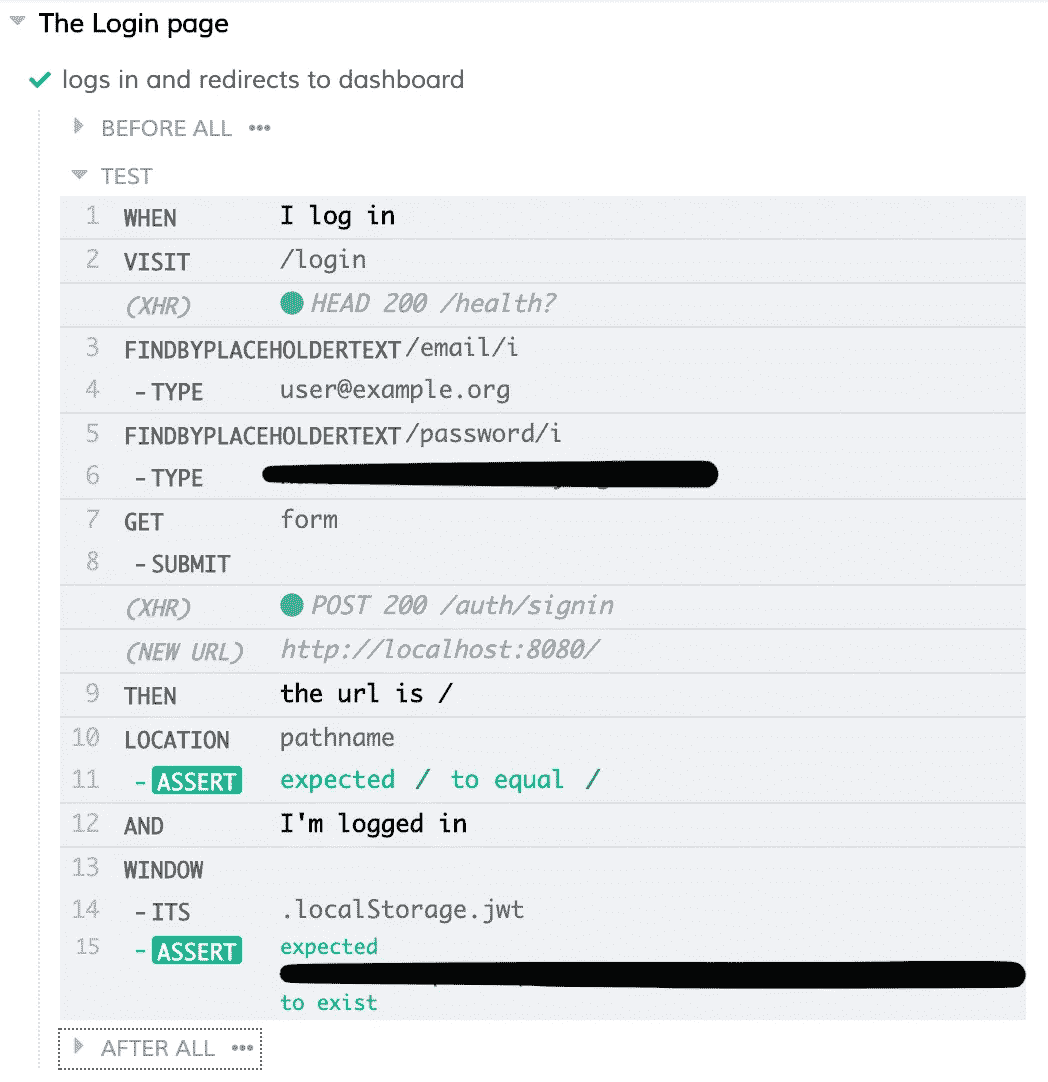 The Login page
logs in and redirects to dashboard
BEFORE ALL •••
TEST
1 WHEN I log in
2 VISIT /login
(XHR) HEAD 200 /health?
3 FINDBYPLACEHOLDERTEXT /email/i
4 -TYPE user@example.org
5 FINDBYPLACEHOLDERTEXT /password/i
6 -TYPE
7 GET form
8 -SUBMIT
(XHR) POST 200 /auth/signin
(NEW URL) http://localhost:8080/
9 THEN the url is /
10 LOCATION pathname
11 -ASSERT expected / to equal /
12 AND I'm logged in
13 WINDOW
14 -ITS .localStorage.jwt
15 -ASSERT expected
to exist
AFTER ALL •••